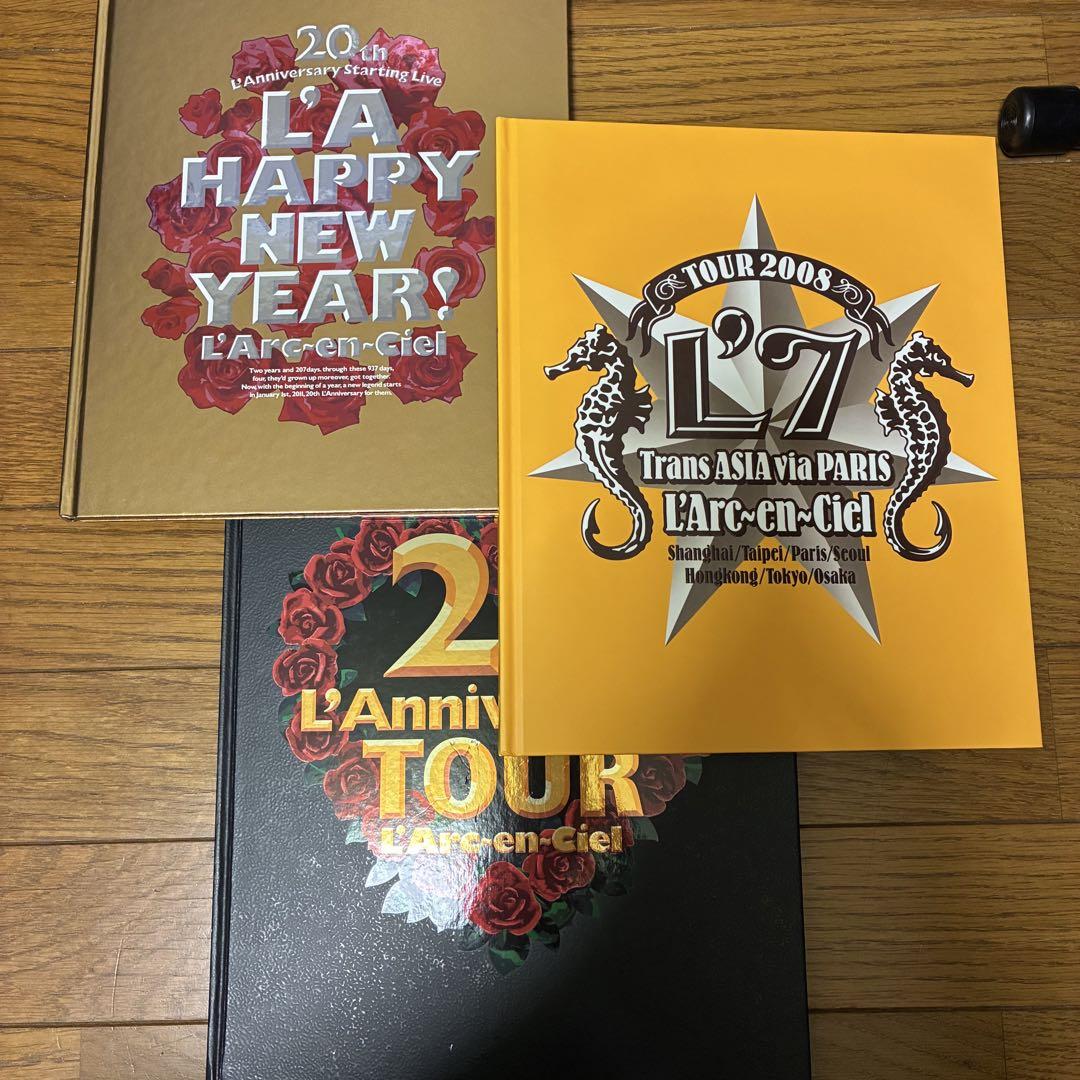 20th
L'Anniversary Starting Live
L'A
HAPPY
NEW
YEAR!
L'Arc~en~Ciel
Two years and 207days. through these 937 days,
four, they'd grown up moreover, got together.
Now, with the beginning of a year, a new legend starts
in January 1st, 2011, 20th L'Anniversary for them.
TOUR 2008
L'7
Trans ASIA via PARIS
L'Arc~en~Ciel
Shanghai/Taipei/Paris/Seoul
Hongkong/Tokyo/Osaka
2
L'Anniv
TOUR
L'Arc~en~Ciel